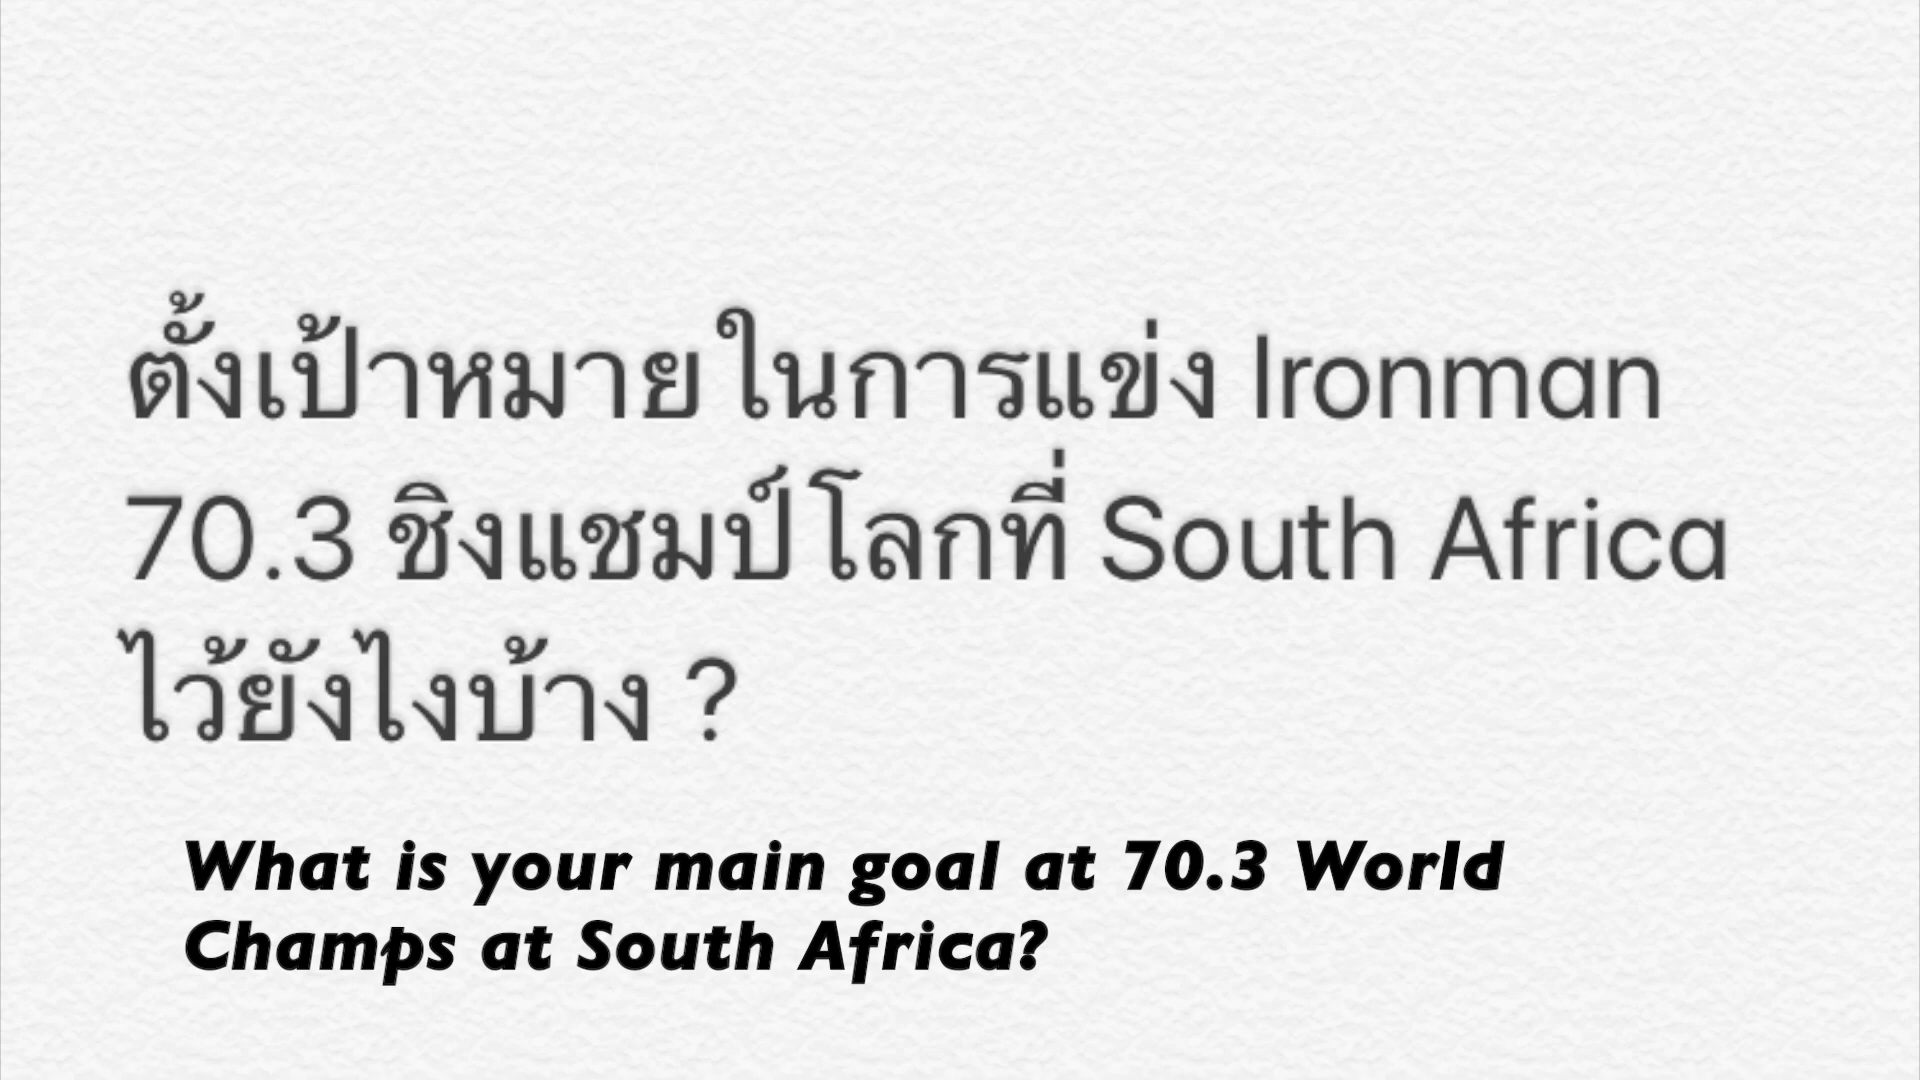 ตั้งเป้าหมายในการแข่ง Ironman
70.3 ชิงแชมป์โลกที่ South Africa
ไว้ยังไงบ้าง ?
What is your main goal at 70.3 World
Champs at South Africa?